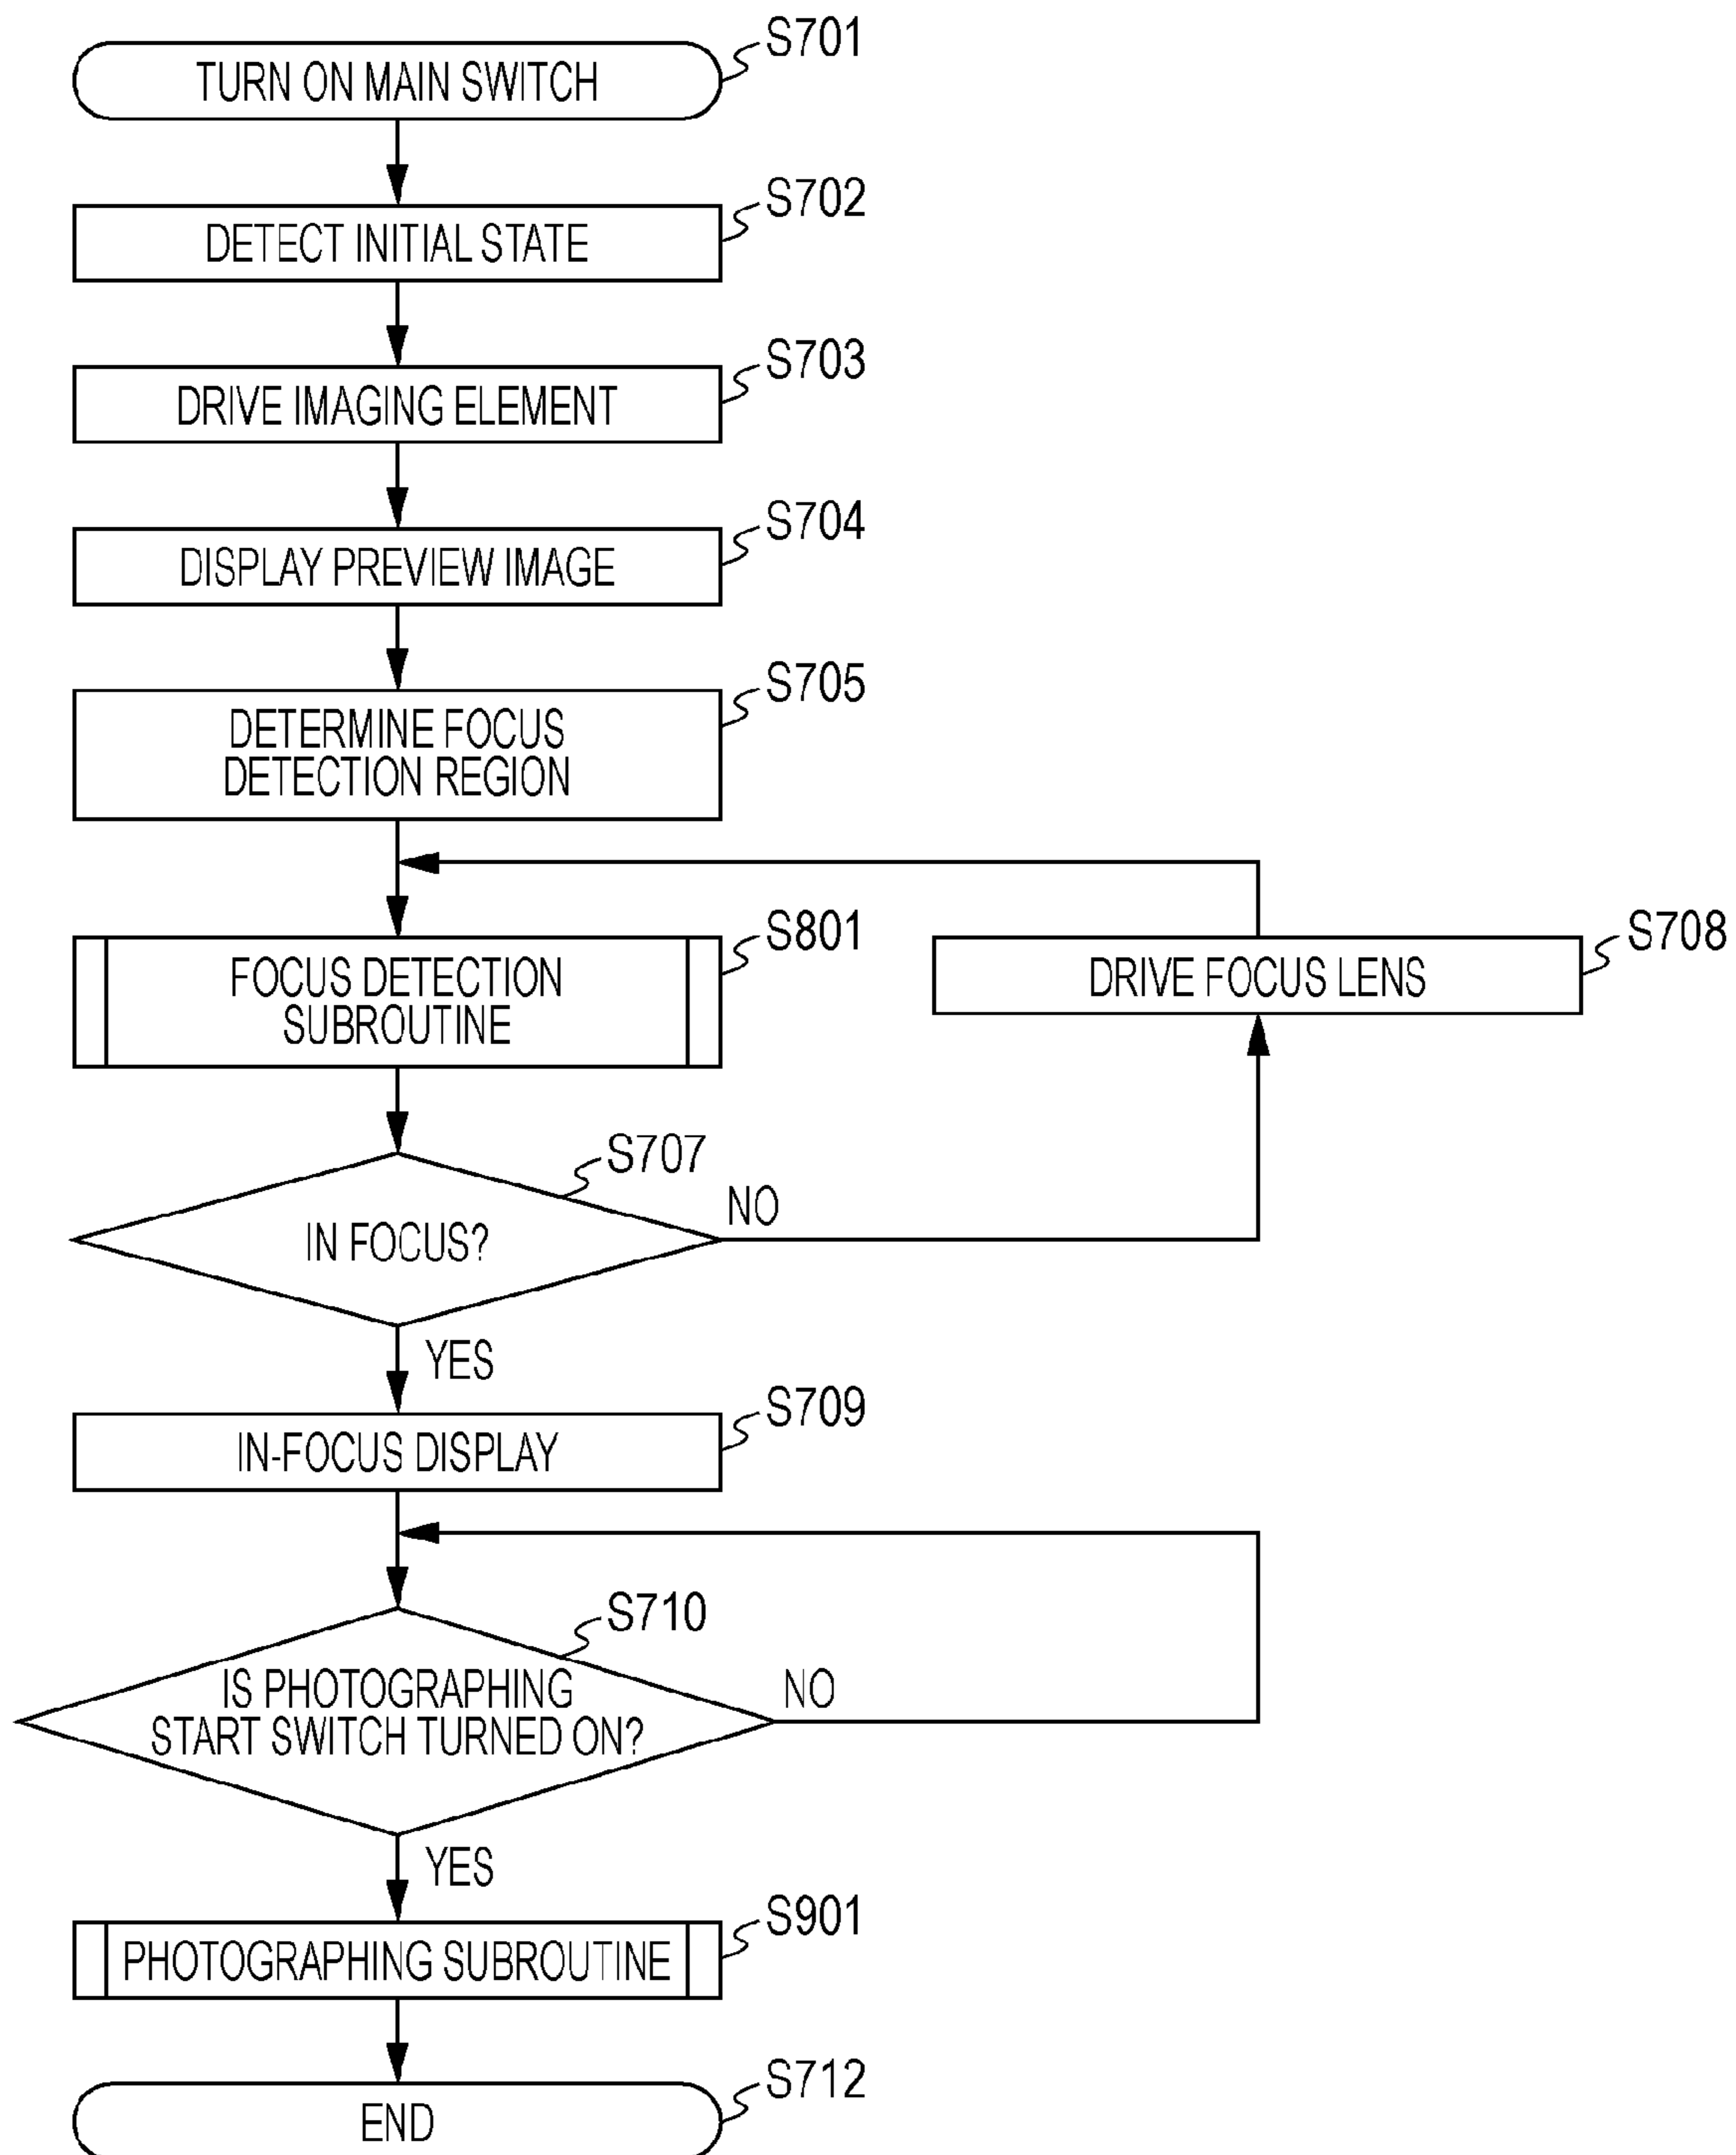 S701
TURN ON MAIN SWITCH
S702
DETECT INITIAL STATE
S703
DRIVE IMAGING ELEMENT
S704
DISPLAY PREVIEW IMAGE
S705
DETERMINE FOCUS
DETECTION REGION
S801
FOCUS DETECTION
SUBROUTINE
S708
DRIVE FOCUS LENS
S707
IN FOCUS?
NO
YES
S709
IN-FOCUS DISPLAY
S710
IS PHOTOGRAPHING
START SWITCH TURNED ON?
NO
YES
S901
PHOTOGRAPHING SUBROUTINE
S712
END